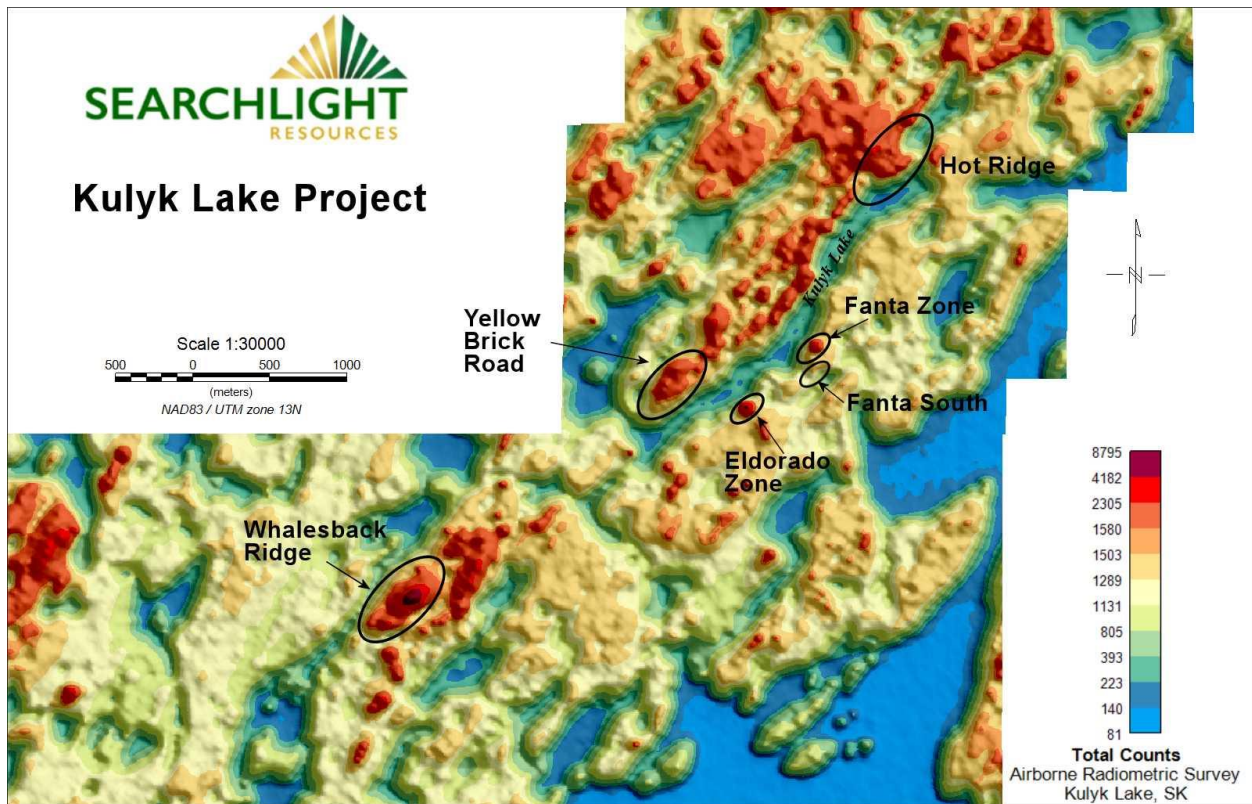 SEARCHLIGHT
RESOURCES
Kulyk Lake Project
Scale 1:30000
500 0 500 1000
(meters)
NAD83 / UTM zone 13N
Hot Ridge
Kulyk Lake
Fanta Zone
Yellow
Brick
Road
Fanta South
Eldorado
Zone
Whalesback
Ridge
N
8795
4182
2305
1580
1503
1289
1131
805
393
223
140
81
Total Counts
Airborne Radiometric Survey
Kulyk Lake, SK